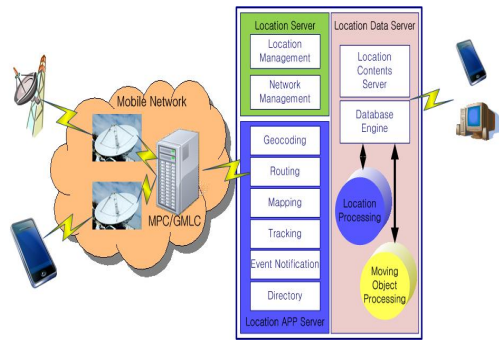 Mobile Network
MPC/GMLC
Location Server
Location
Management
Network
Management
Geocoding
Routing
Mapping
Tracking
Event Notification
Directory
Location APP Server
Location Data Server
Location
Contents
Server
Database
Engine
Location
Processing
Moving
Object
Processing